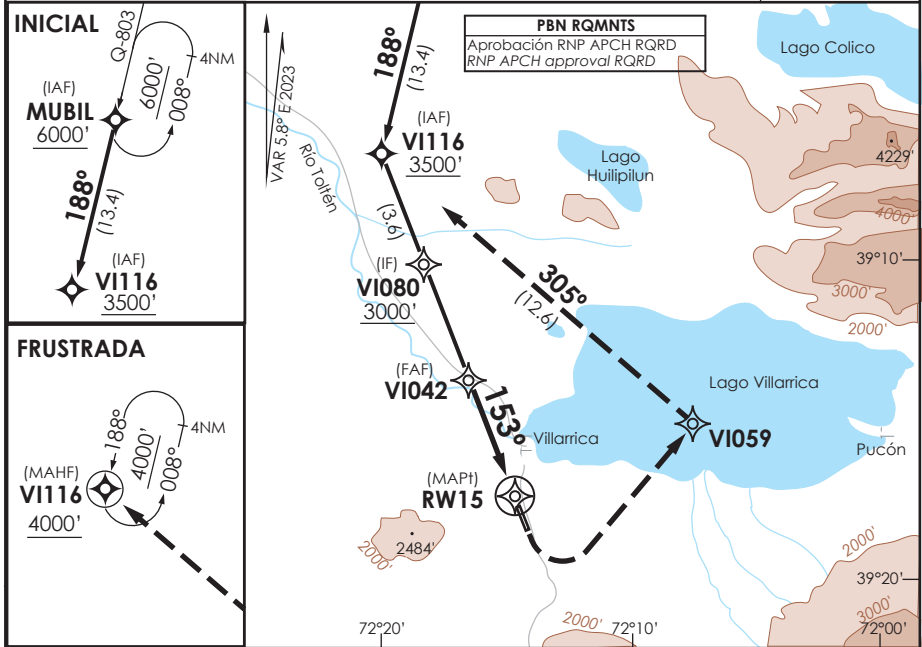 INICIAL
Q-803
4NM
6000'
008°
(IAF)
MUBIL
6000'
188°
(13.4)
(IAF)
VI116
3500'
FRUSTRADA
188°
4000'
4NM
008°
(MAHF)
VI116
4000'
VAR 5.8° E 2023
188°
(13.4)
PBN RQMNTS
Aprobación RNP APCH RQRD
RNP APCH approval RQRD
Lago Colico
(IAF)
VI116
3500'
Río Toltén
Lago
Huilipilun
4229'
4000'
(3.6)
(IF)
VI080
3000'
305°
(12.6)
39°10'
3000'
2000'
(FAF)
VI042
153°
Lago Villarrica
Villarrica
VI059
Pucón
(MAPt)
RW15
2000'
2484'
2000'
39°20'
3000'
2000'
72°20'
72°10'
72°00'